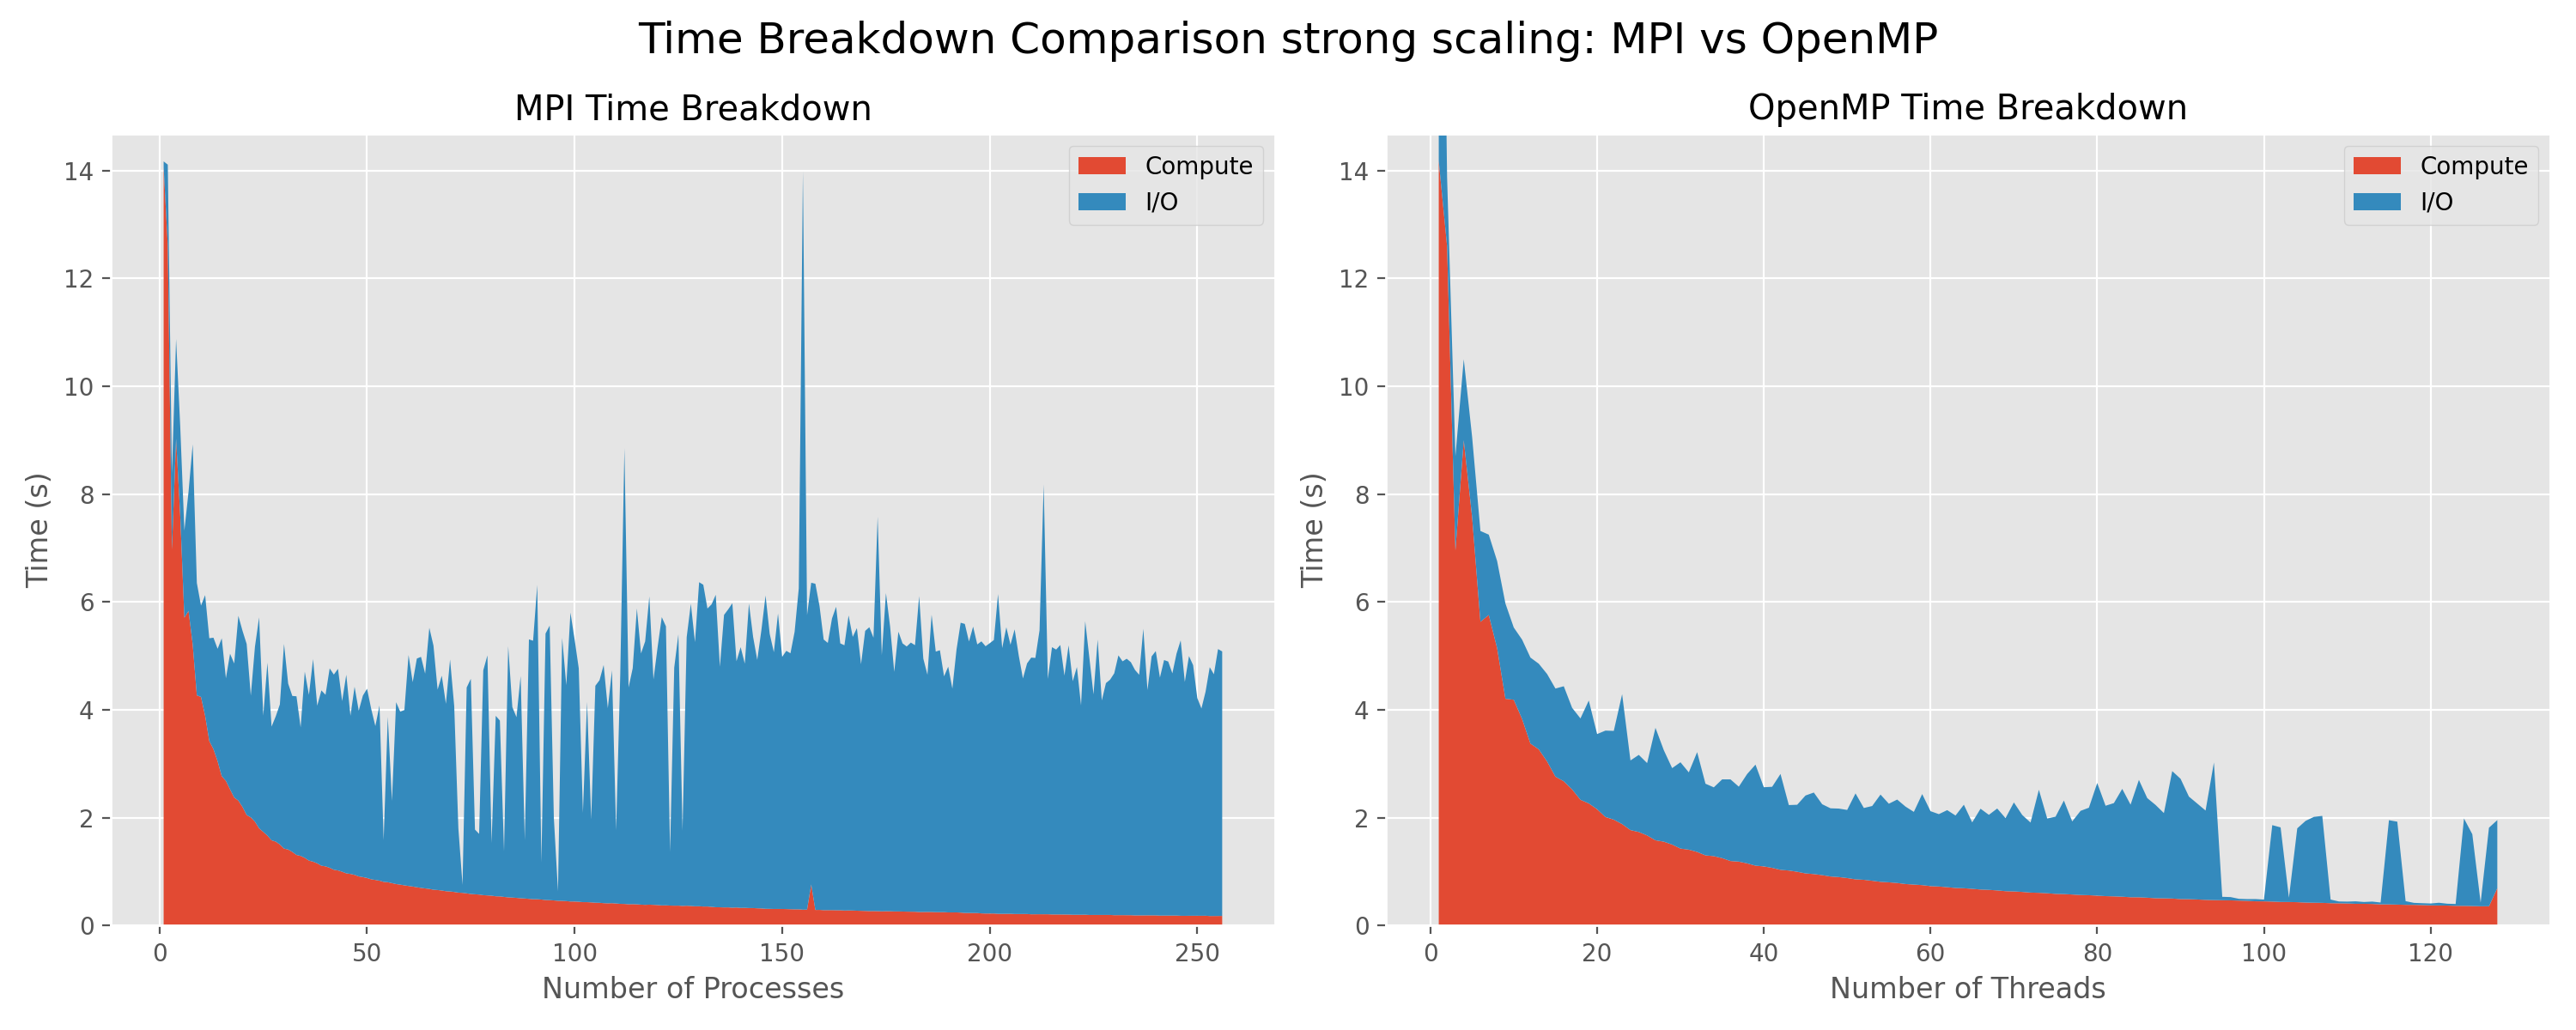 Time Breakdown Comparison strong scaling: MPI vs OpenMP
MPI Time Breakdown
Compute
I/O
14
12
10
8
6
4
2
0
Time (s)
0 50 100 150 200 250
Number of Processes
OpenMP Time Breakdown
Compute
I/O
14
12
10
8
6
4
2
0
Time (s)
0 20 40 60 80 100 120
Number of Threads